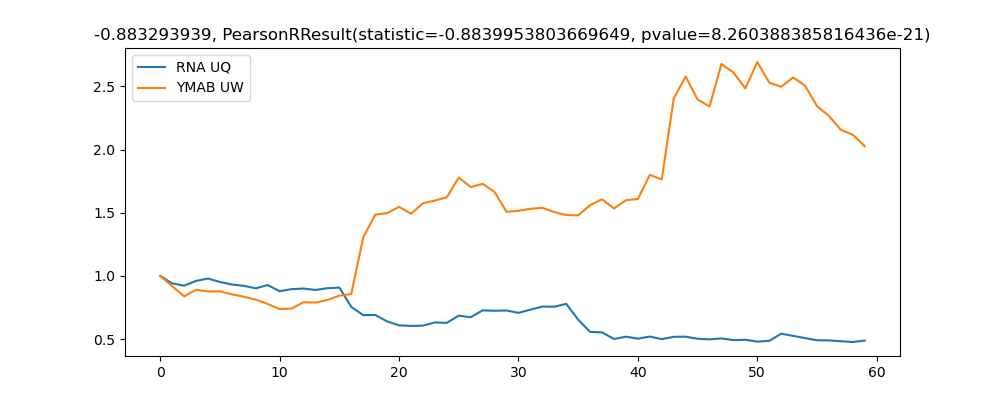 -0.883293939, PearsonRResult(statistic=-0.8839953803669649, pvalue=8.260388385816436e-21)
RNA UQ
YMAB UW
2.5
2.0
1.5
1.0
0.5
0 10 20 30 40 50 60